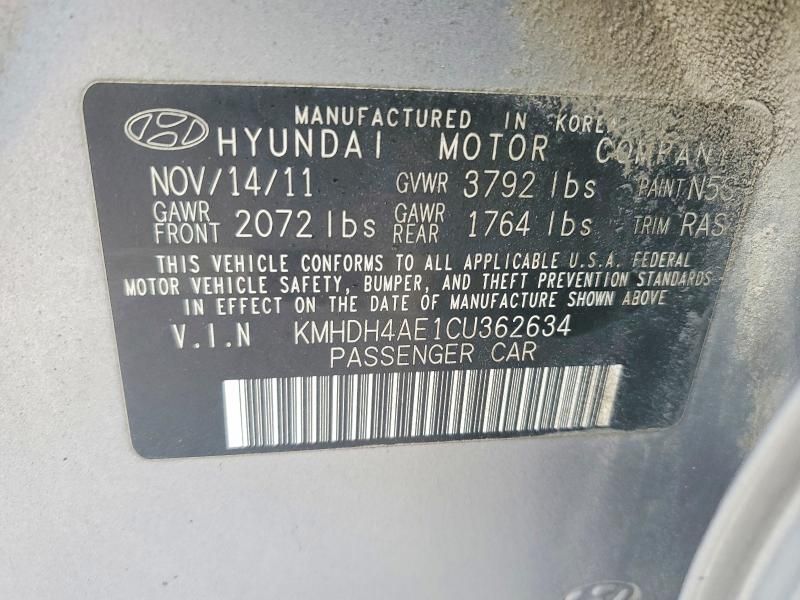 MANUFACTURED IN KOREA
HYUNDAI MOTOR COMPANY
NOV/14/11 GVWR 3792 lbs PAINT N5S
GAWR FRONT 2072 lbs GAWR REAR 1764 lbs TRIM RAS
THIS VEHICLE CONFORMS TO ALL APPLICABLE U.S.A. FEDERAL
MOTOR VEHICLE SAFETY, BUMPER, AND THEFT PREVENTION STANDARDS
IN EFFECT ON THE DATE OF MANUFACTURE SHOWN ABOVE
V.I.N KMHDH4AE1CU362634
PASSENGER CAR